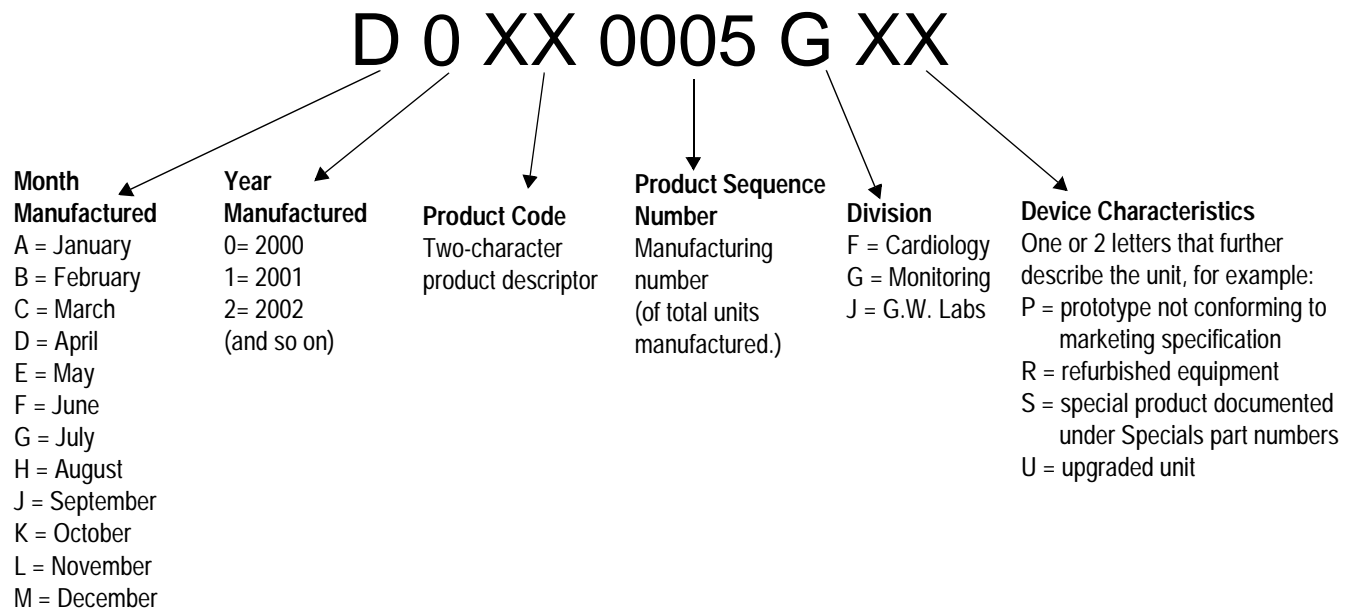 D 0 XX 0005 G XX
Month
Manufactured
A = January
B = February
C = March
D = April
E = May
F = June
G = July
H = August
J = September
K = October
L = November
M = December
Year
Manufactured
0= 2000
1= 2001
2= 2002
(and so on)
Product Code
Two-character
product descriptor
Product Sequence
Number
Manufacturing
number
(of total units
manufactured.)
Division
F = Cardiology
G = Monitoring
J = G.W. Labs
Device Characteristics
One or 2 letters that further
describe the unit, for example:
P = prototype not conforming to
marketing specification
R = refurbished equipment
S = special product documented
under Specials part numbers
U = upgraded unit